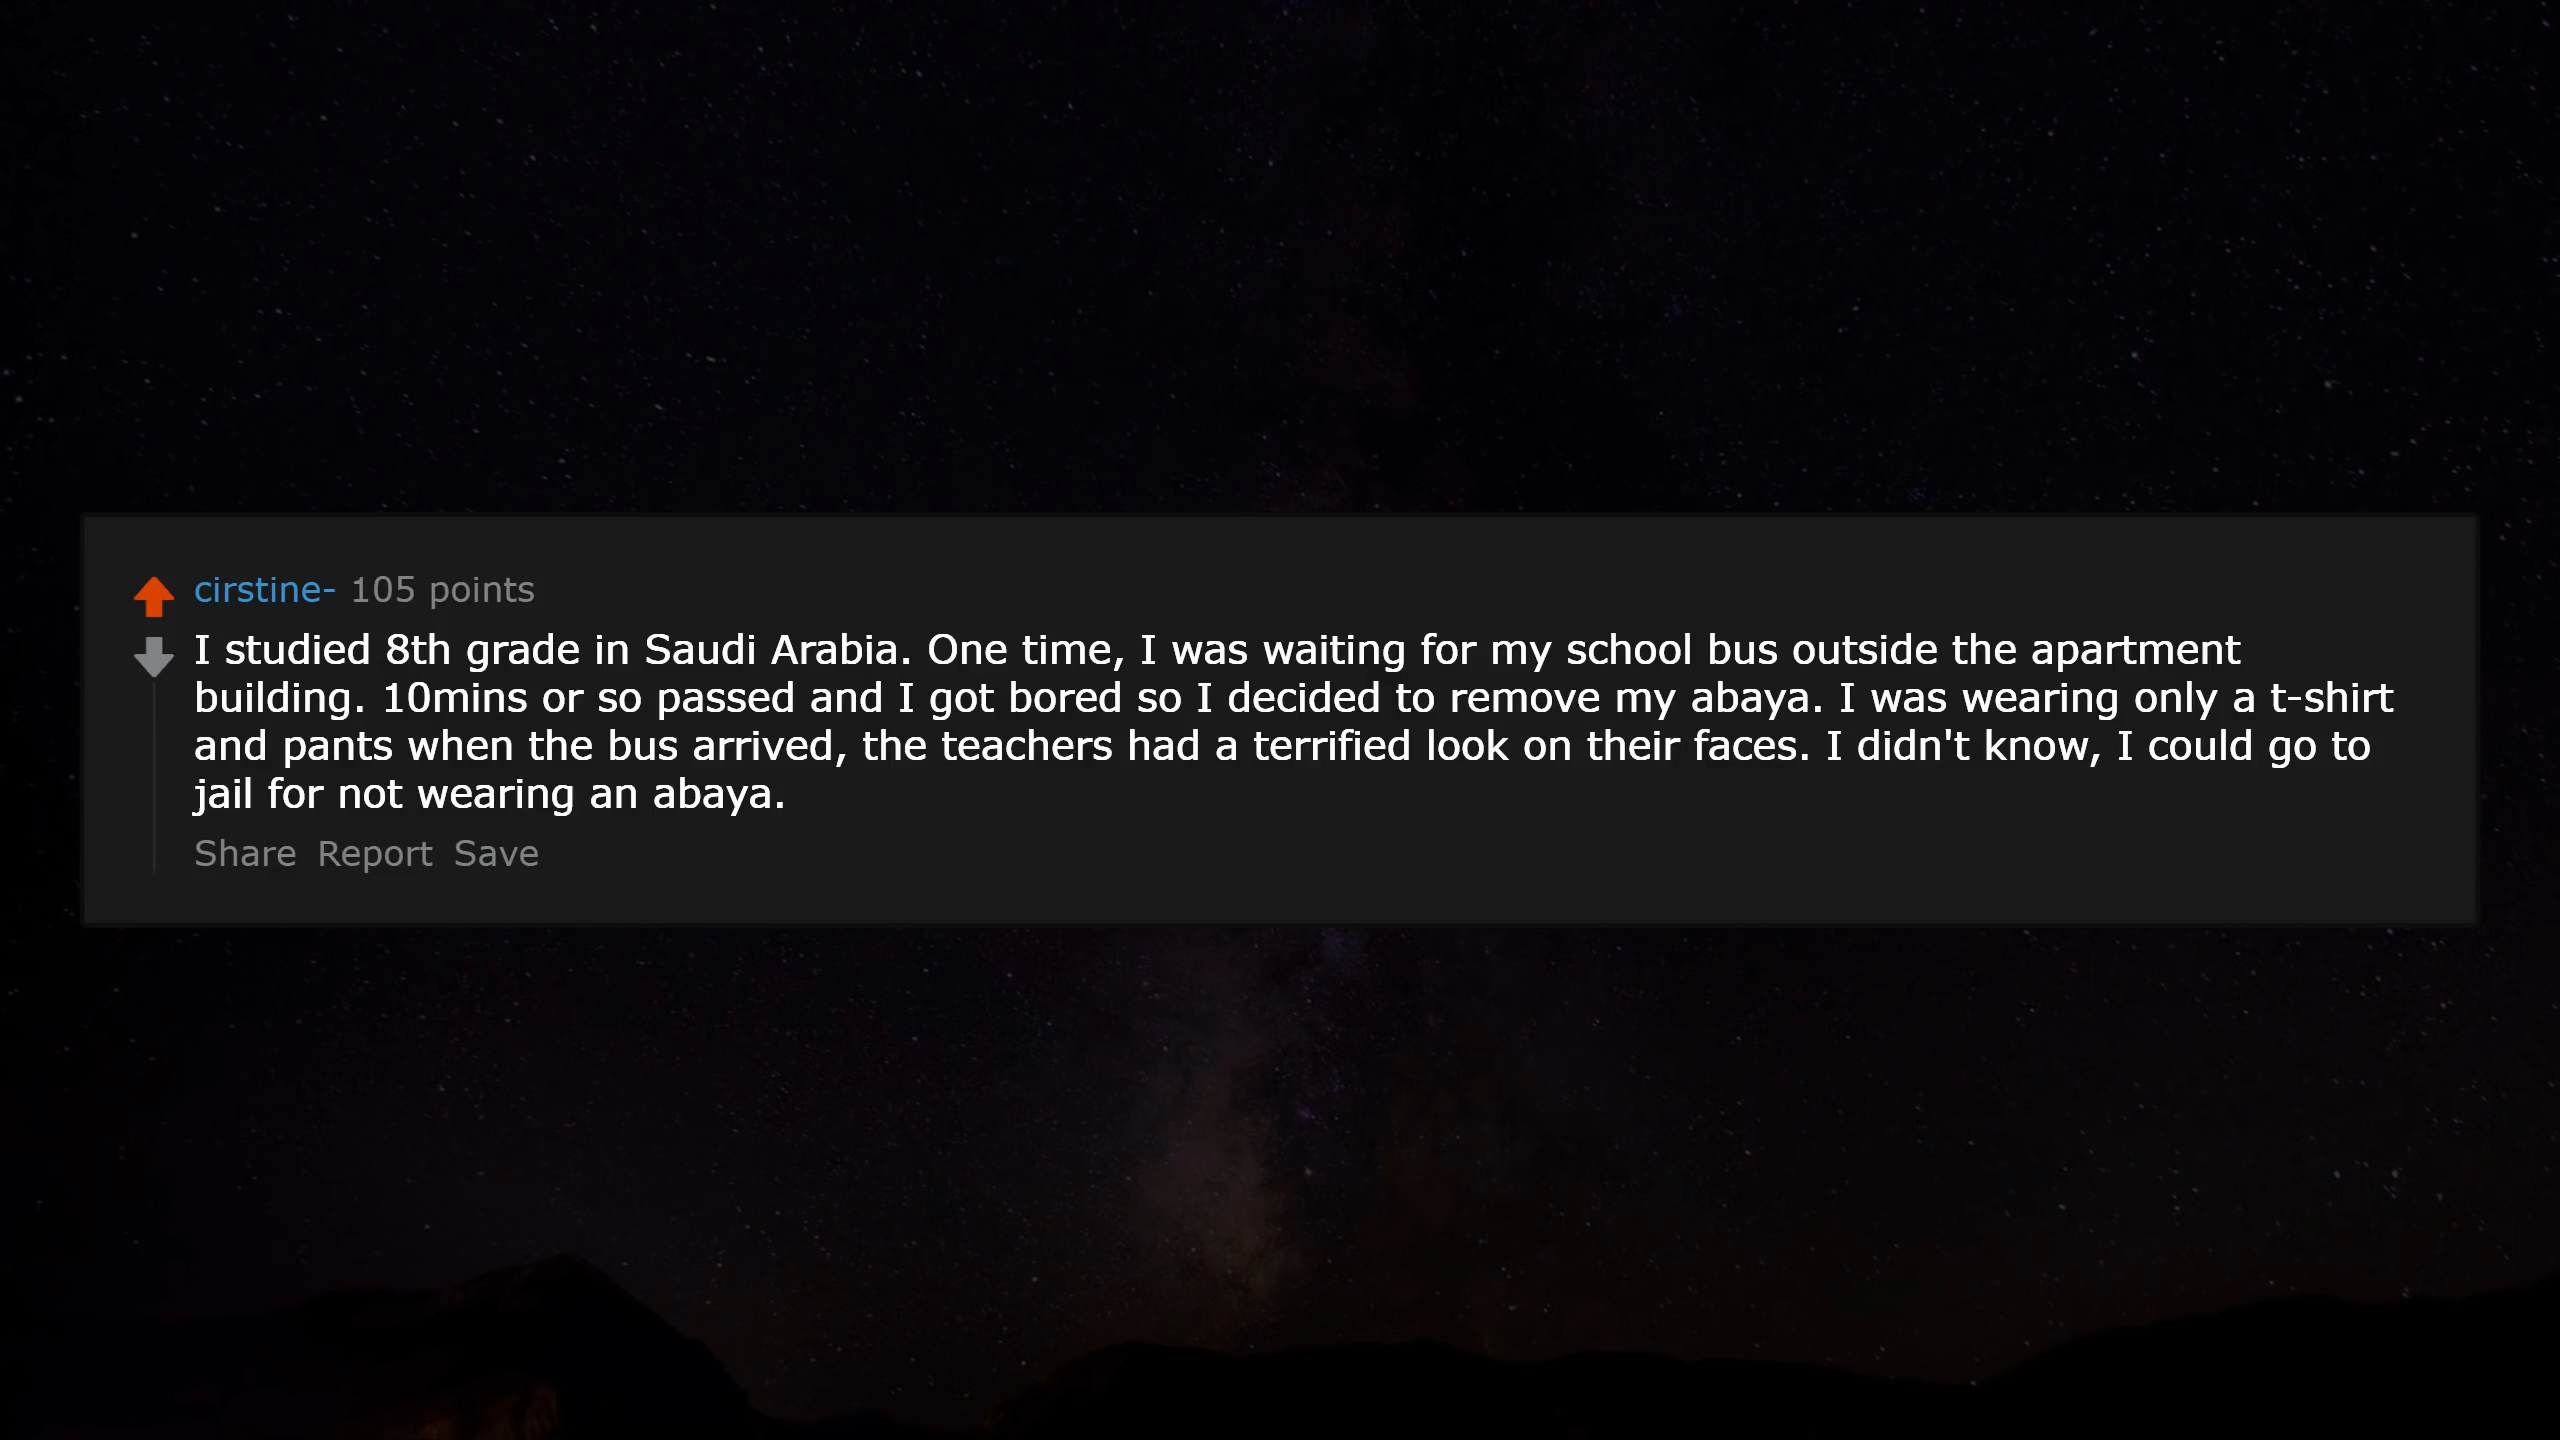 cirstine- 105 points
I studied 8th grade in Saudi Arabia. One time, I was waiting for my school bus outside the apartment
building. 10mins or so passed and I got bored so I decided to remove my abaya. I was wearing only a t-shirt
and pants when the bus arrived, the teachers had a terrified look on their faces. I didn't know, I could go to
jail for not wearing an abaya.
Share Report Save